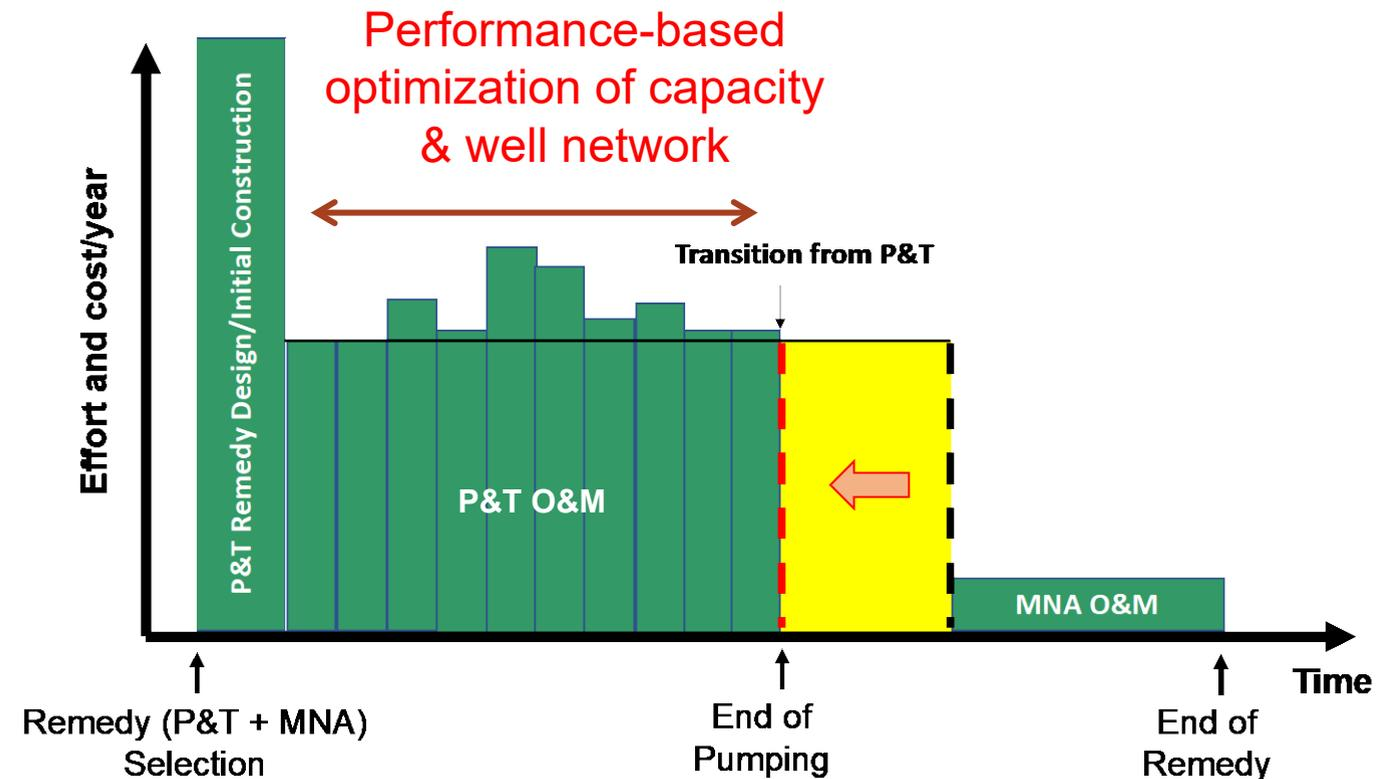 Performance-based
optimization of capacity
& well network
Effort and cost/year
P&T Remedy Design/Initial Construction
Transition from P&T
P&T O&M
MNA O&M
Time
Remedy (P&T + MNA)
Selection
End of
Pumping
End of
Remedy